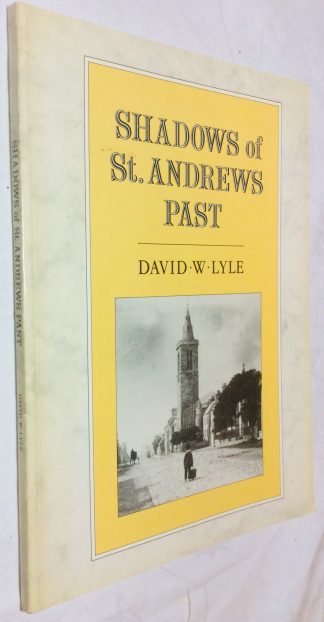 SHADOWS of
St. ANDREWS
PAST
DAVID·W·LYLE
SHADOWS of St. ANDREWS PAST
DAVID·W·LYLE